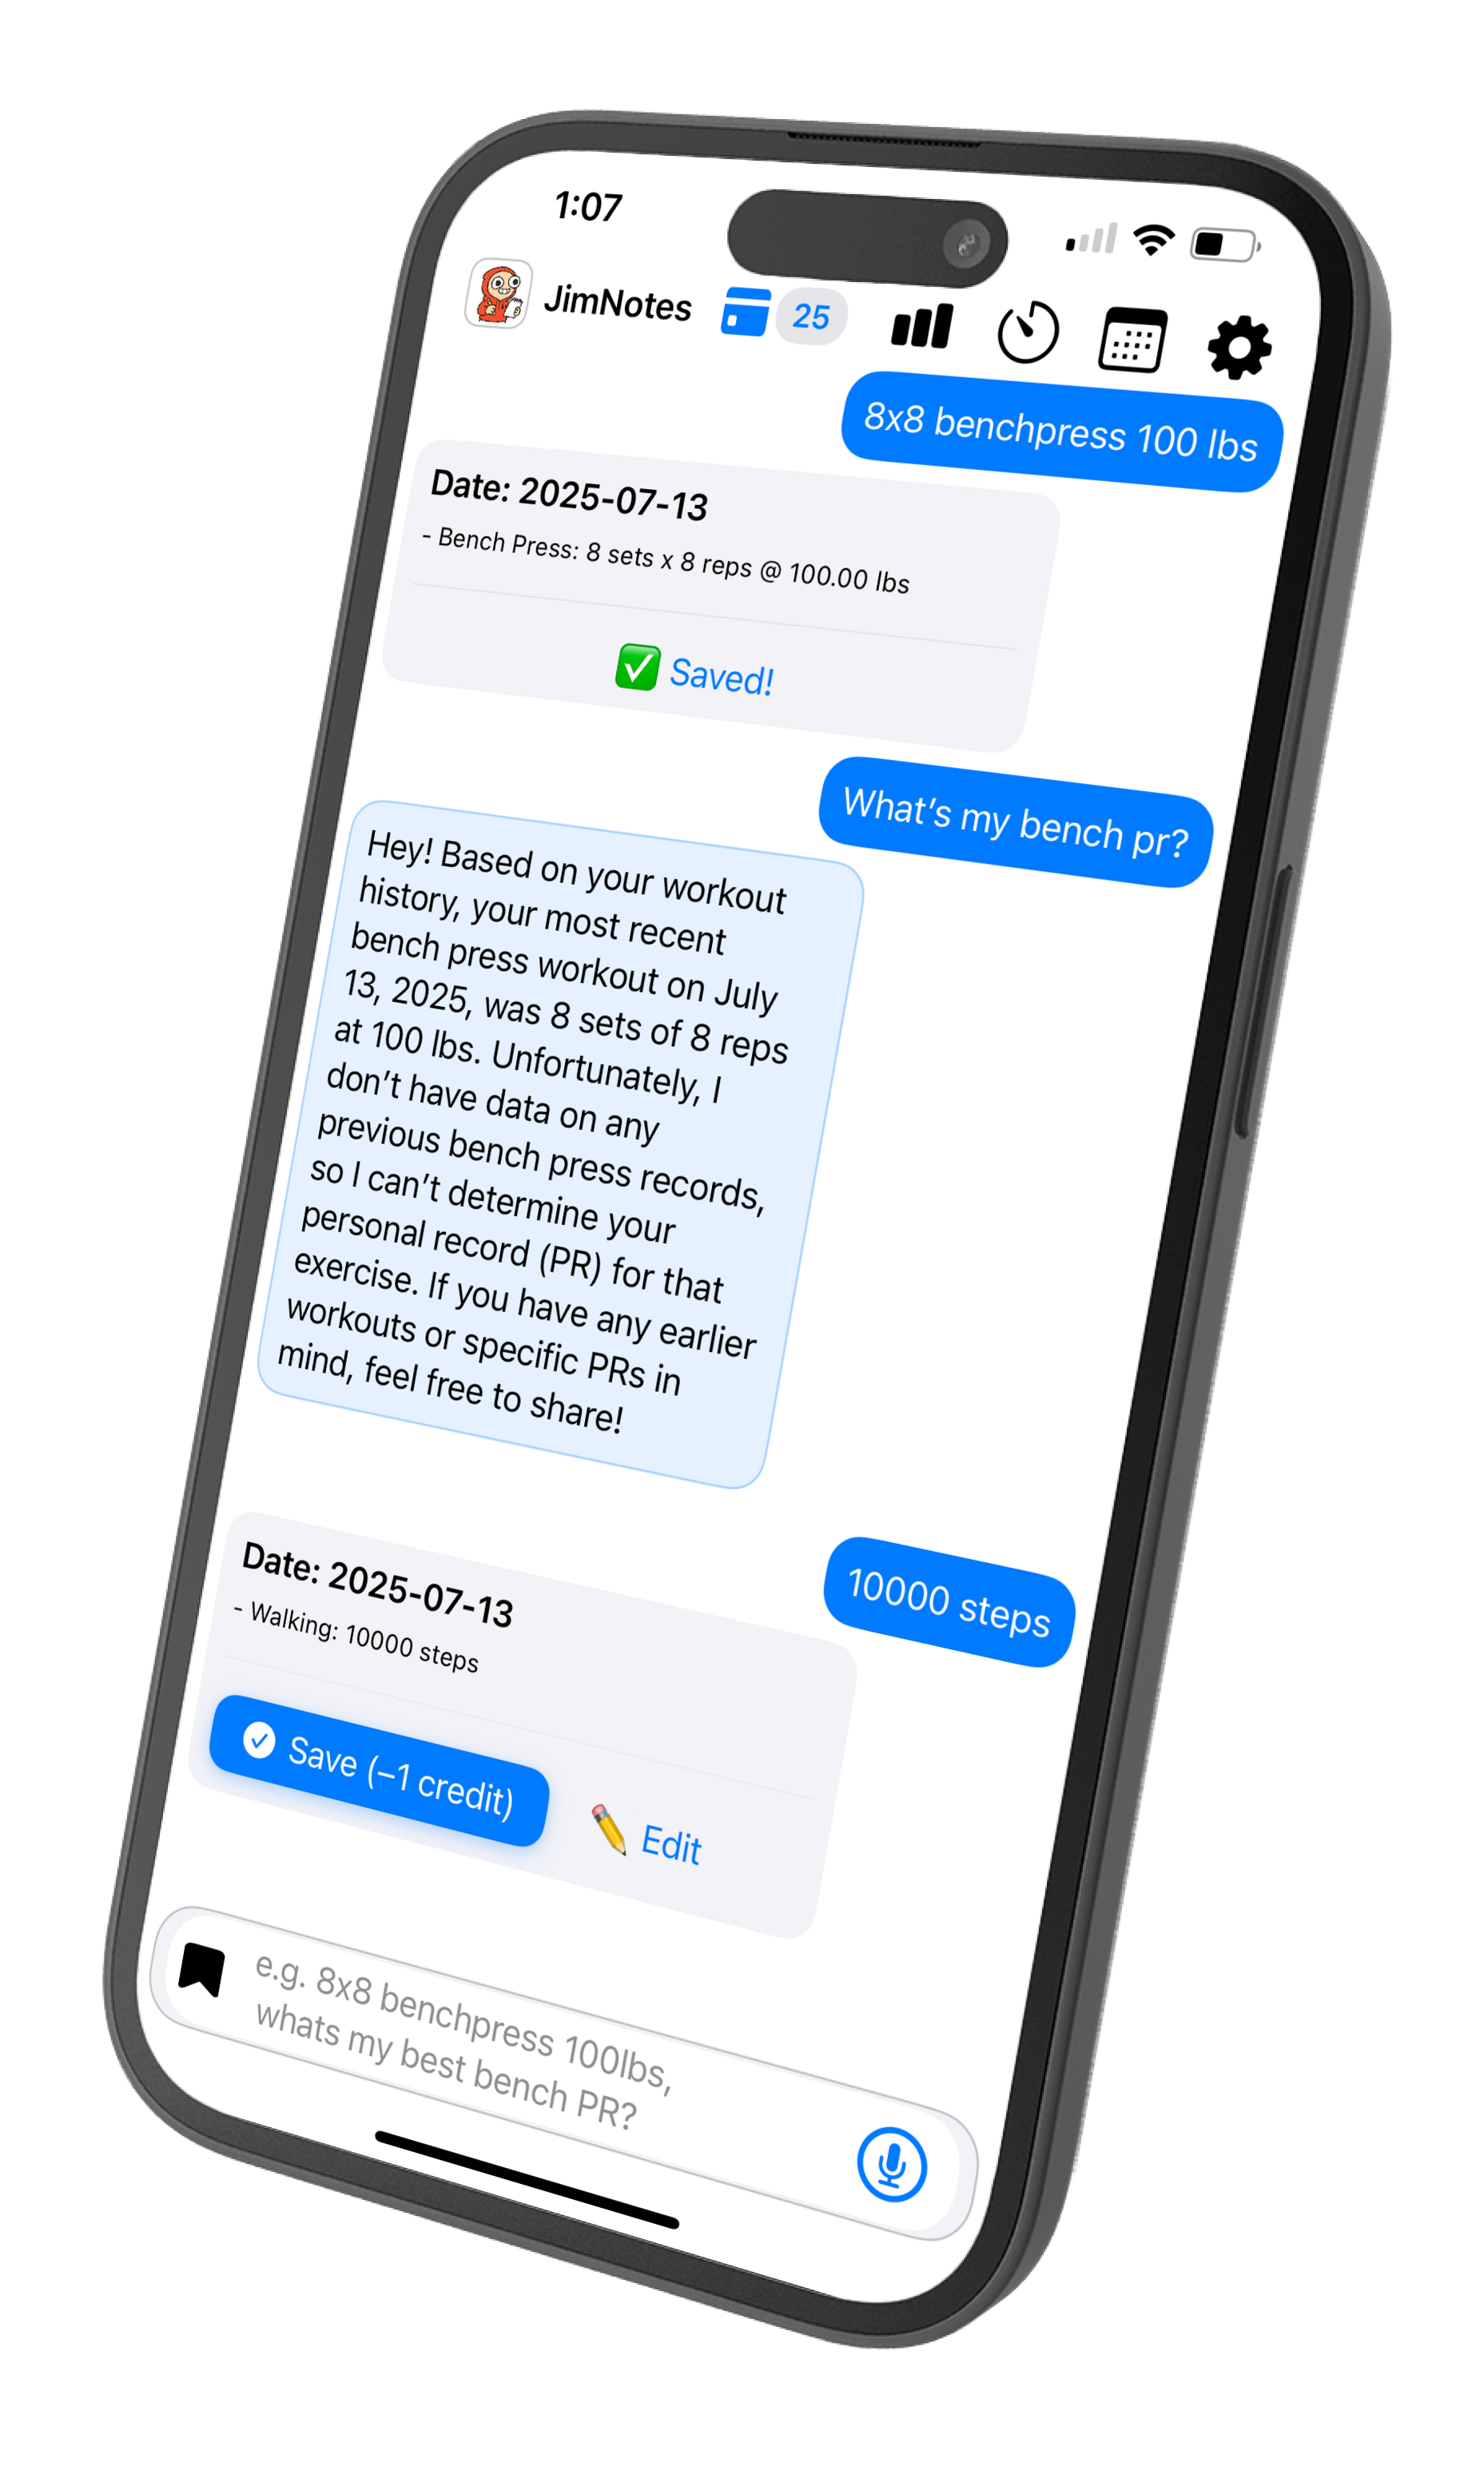 1:07
JimNotes 25
8x8 benchpress 100 lbs
Date: 2025-07-13
- Bench Press: 8 sets x 8 reps @ 100.00 lbs
✅ Saved!
What's my bench pr?
Hey! Based on your workout
history, your most recent
bench press workout on July
13, 2025, was 8 sets of 8 reps
at 100 lbs. Unfortunately, I
don't have data on any
previous bench press records,
so I can't determine your
personal record (PR) for that
exercise. If you have any earlier
workouts or specific PRs in
mind, feel free to share!
10000 steps
Date: 2025-07-13
- Walking: 10000 steps
Save (–1 credit)
✏️ Edit
e.g. 8x8 benchpress 100lbs,
whats my best bench PR?